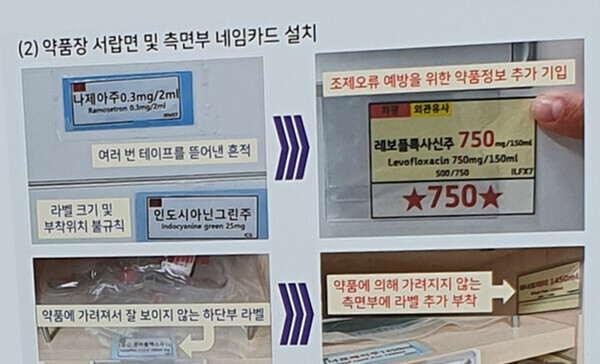 (2) 약품장 서랍면 및 측면부 네임카드 설치
나제아주0.3mg/2ml
Ramosetron 0.3mg/2ml
여러 번 테이프를 뜯어낸 흔적
라벨 크기 및
부착위치 불규칙
인도시아닌그린주
Indocyanine green 25mg
조제오류 예방을 위한 약품정보 추가 기입
차광 외관유사
레보플록사신주 750mg/150ml
Levofloxacin 750mg/150ml
500/750 ILFX7
★750★
약품에 가려져서 잘 보이지 않는 하단부 라벨
약품에 의해 가려지지 않는
측면부에 라벨 추가 부착
1450ml